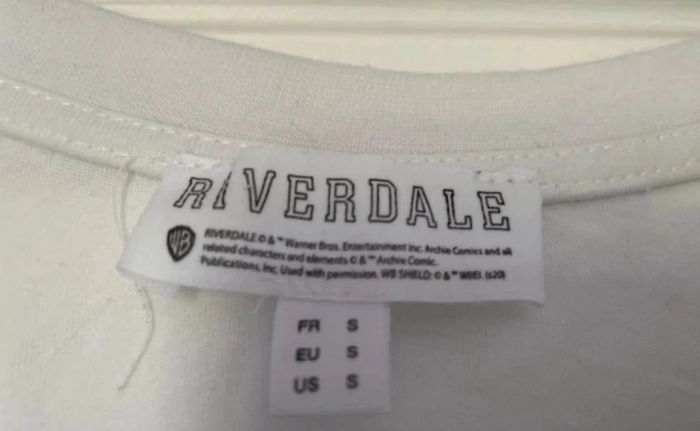 RIVERDALE
WB
RIVERDALE © & ™ Warner Bros. Entertainment Inc. Archie Comics and all
related characters and elements © & ™ Archie Comic
Publications, Inc. Used with permission. WB SHIELD: © & ™ WBEI. (s20)
FR S
EU S
US S